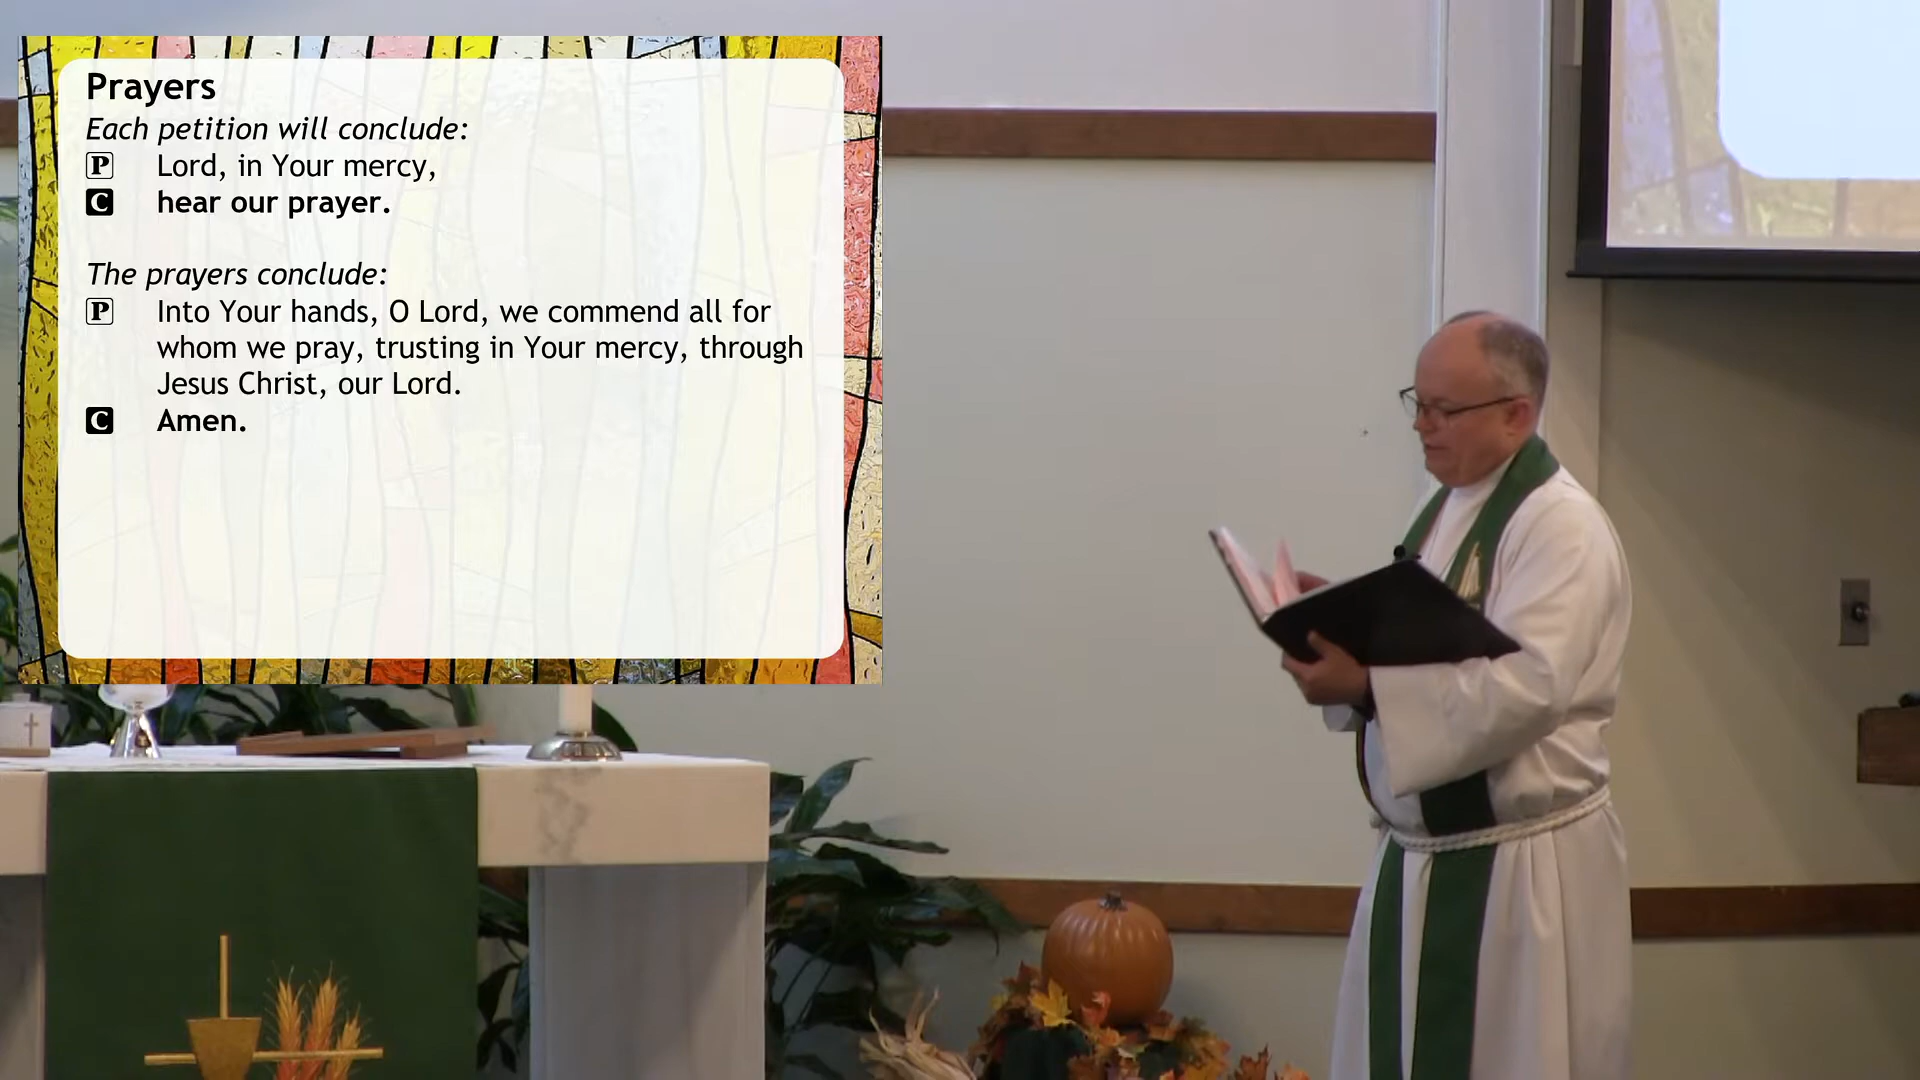 Prayers
Each petition will conclude:
P Lord, in Your mercy,
C hear our prayer.
The prayers conclude:
P Into Your hands, O Lord, we commend all for
whom we pray, trusting in Your mercy, through
Jesus Christ, our Lord.
C Amen.